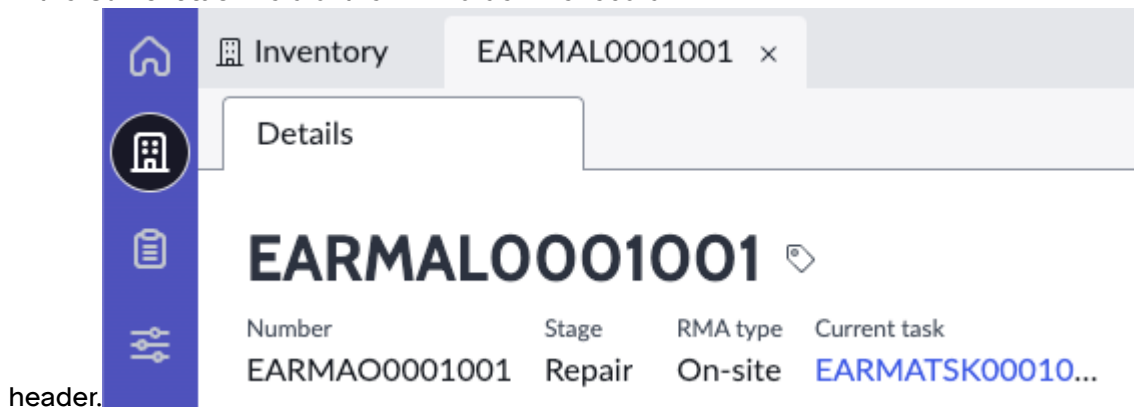 Inventory EARMAL0001001 ×
Details
EARMAL0001001
Number Stage RMA type Current task
EARMAO0001001 Repair On-site EARMATSK00010...
header.